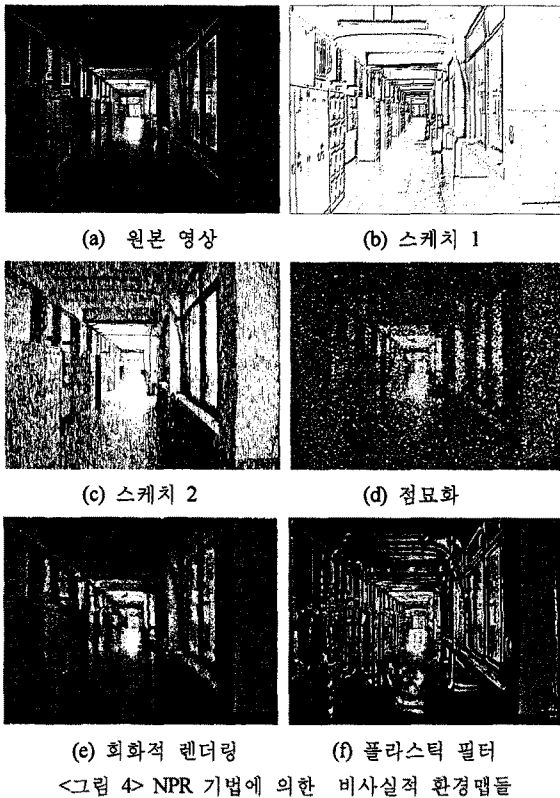 (a) 원본 영상 (b) 스케치 1
(c) 스케치 2 (d) 점묘화
(e) 회화적 렌더링 (f) 플라스틱 필터
<그림 4> NPR 기법에 의한 비사실적 환경맵들